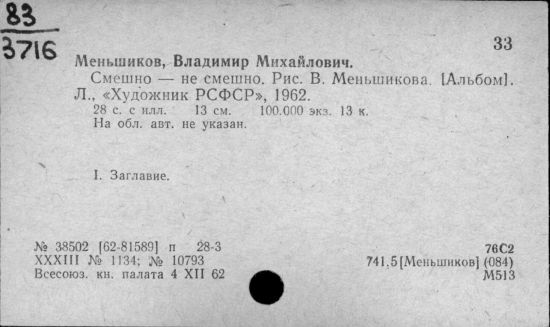 83
3716
33
Меньшиков, Владимир Михайлович.
Смешно — не смешно. Рис. В. Меньшикова. [Альбом].
Л., «Художник РСФСР», 1962.
28 с. с илл. 13 см. 100.000 экз. 13 к.
На обл. авт. не указан.
I. Заглавие.
№ 38502 [62-81589] п 28-3
XXXIII № 1134; № 10793
Всесоюз. кн. палата 4 XII 62
76С2
741.5[Меньшиков] (084)
М513